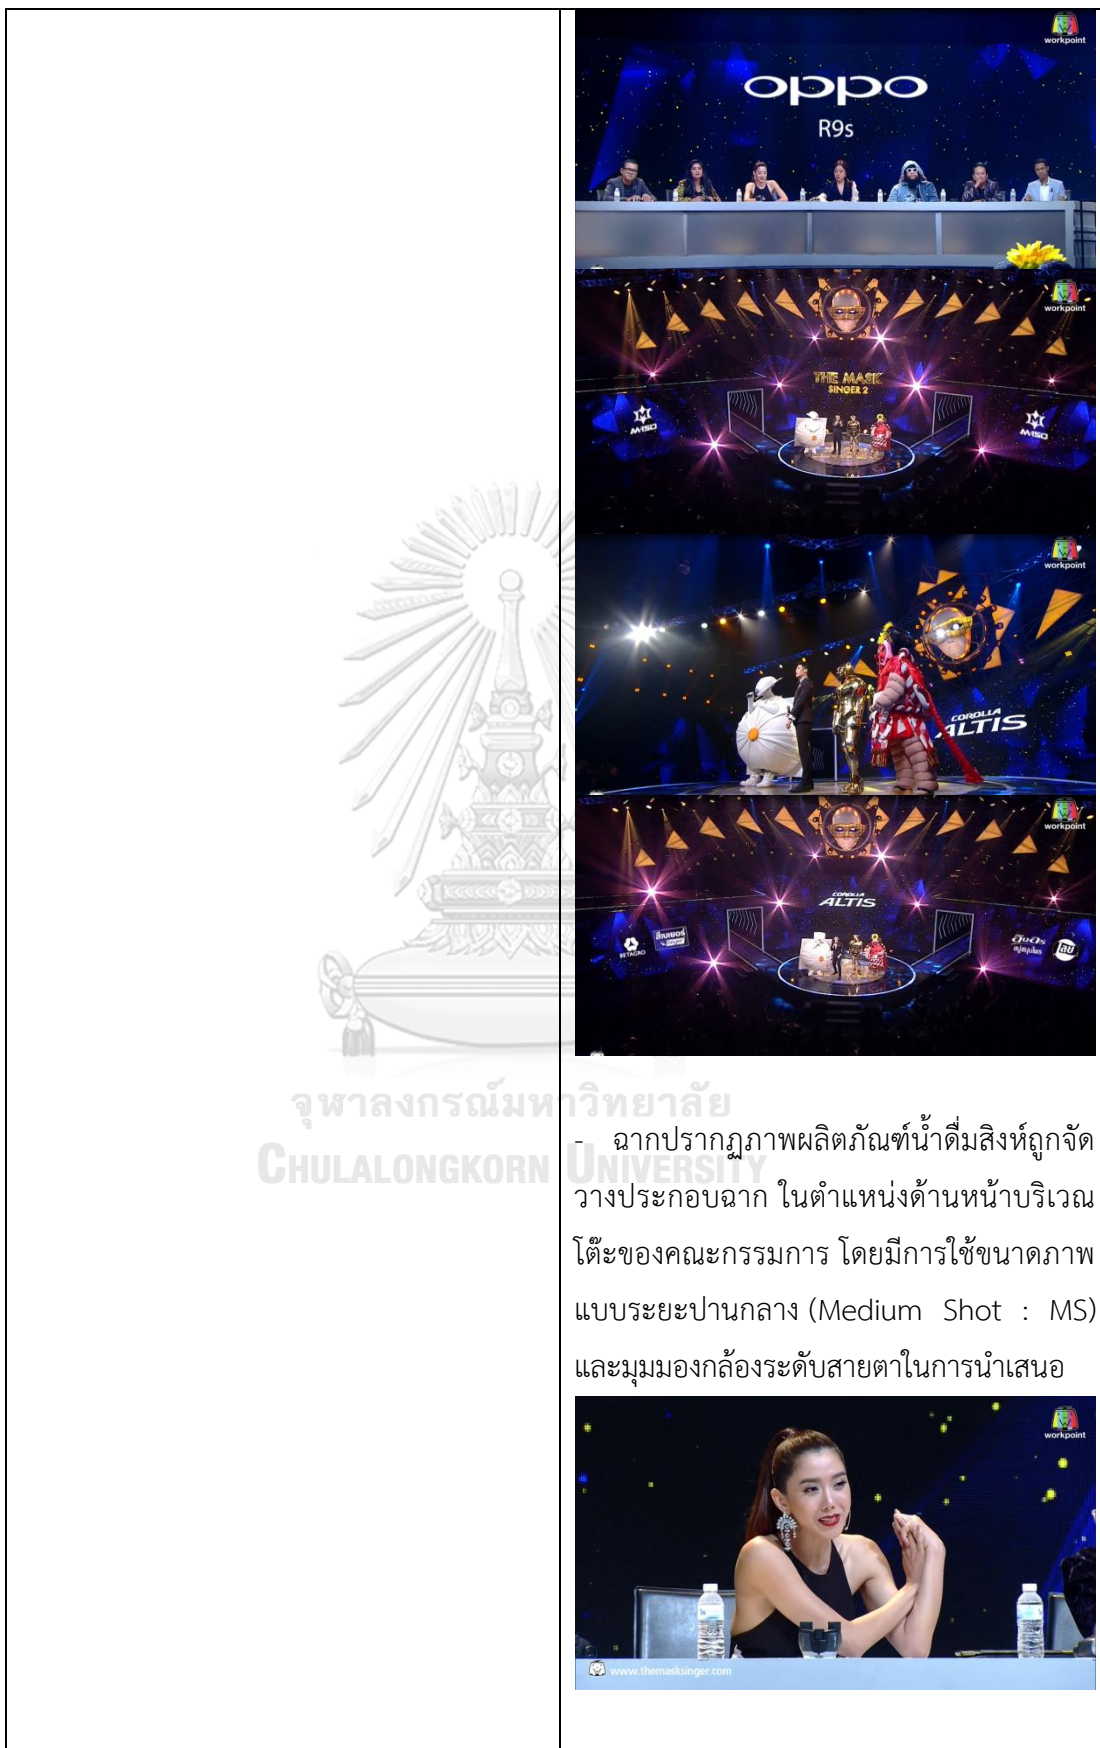 workpoint
oppo
R9s
workpoint
THE MASK
SINGER 2
M-150
M-150
workpoint
COROLLA
ALTIS
workpoint
COROLLA
ALTIS
BETAGRO
จุฬาลงกรณ์มหาวิทยาลัย
CHULALONGKORN UNIVERSITY
- ฉากปรากฏภาพผลิตภัณฑ์น้ำดื่มสิงห์ถูกจัด
วางประกอบฉาก ในตำแหน่งด้านหน้าบริเวณ
โต๊ะของคณะกรรมการ โดยมีการใช้ขนาดภาพ
แบบระยะปานกลาง (Medium Shot : MS)
และมุมมองกล้องระดับสายตาในการนำเสนอ
workpoint
www.themasksinger.com